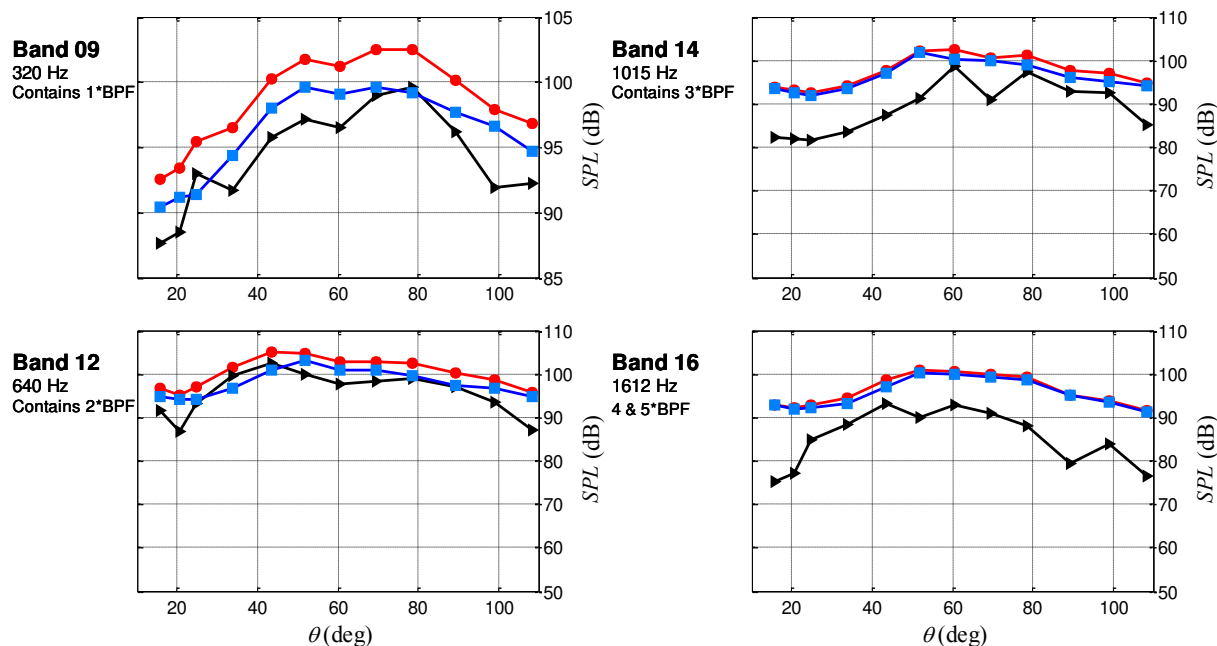 Band 09
320 Hz
Contains 1*BPF
105
100
95
90
85
SPL (dB)
20 40 60 80 100
Band 14
1015 Hz
Contains 3*BPF
110
100
90
80
70
60
50
SPL (dB)
20 40 60 80 100
Band 12
640 Hz
Contains 2*BPF
110
100
90
80
70
60
50
SPL (dB)
20 40 60 80 100
θ (deg)
Band 16
1612 Hz
4 & 5*BPF
110
100
90
80
70
60
50
SPL (dB)
20 40 60 80 100
θ (deg)